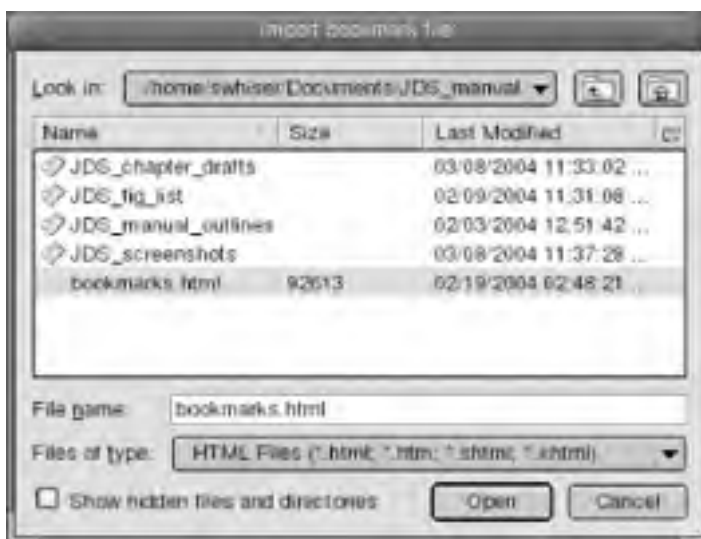 Import bookmark file
Look in: /home/swhiser/Documents/JDS_manual
Name Size Last Modified
JDS_chapter_drafts 03/08/2004 11:33:02 ...
JDS_fig_list 02/09/2004 11:31:08 ...
JDS_manual_outlines 02/03/2004 12:51:42 ...
JDS_screenshots 03/08/2004 11:37:28 ...
bookmarks.html 92613 02/19/2004 02:48:21 ...
File name: bookmarks.html
Files of type: HTML Files (*.html; *.htm; *.shtml; *.xhtml)
Show hidden files and directories Open Cancel